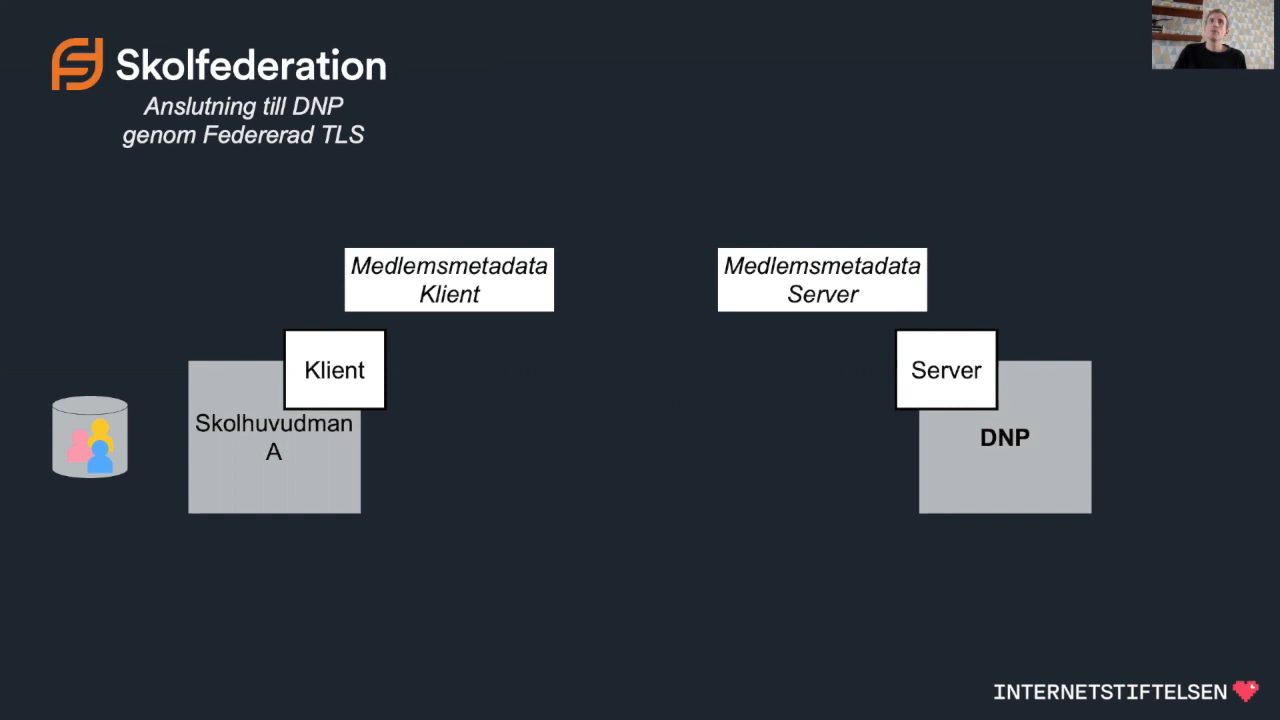 Skolfederation
Anslutning till DNP
genom Federerad TLS
Medlemsmetadata
Klient
Medlemsmetadata
Server
Klient
Server
Skolhuvudman
A
DNP
INTERNETSTIFTELSEN